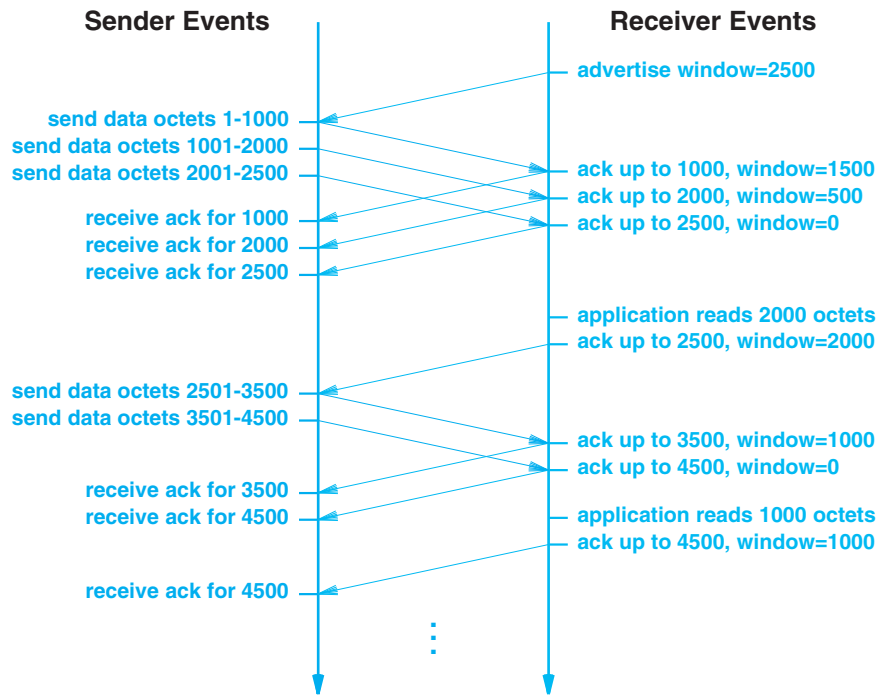 Sender Events
Receiver Events
advertise window=2500
send data octets 1-1000
send data octets 1001-2000
send data octets 2001-2500
ack up to 1000, window=1500
ack up to 2000, window=500
ack up to 2500, window=0
receive ack for 1000
receive ack for 2000
receive ack for 2500
application reads 2000 octets
ack up to 2500, window=2000
send data octets 2501-3500
send data octets 3501-4500
ack up to 3500, window=1000
ack up to 4500, window=0
receive ack for 3500
receive ack for 4500
application reads 1000 octets
ack up to 4500, window=1000
receive ack for 4500